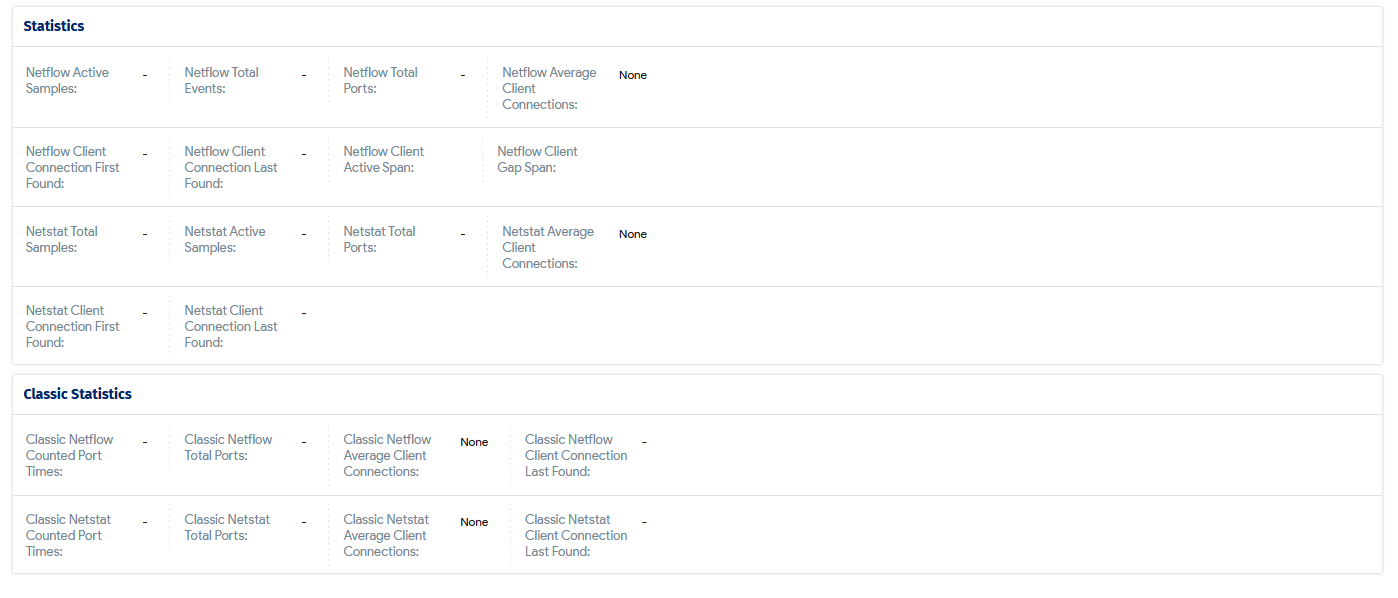 Statistics
Netflow Active Samples: - Netflow Total Events: - Netflow Total Ports: - Netflow Average Client Connections: None
Netflow Client Connection First Found: - Netflow Client Connection Last Found: - Netflow Client Active Span: Netflow Client Gap Span:
Netstat Total Samples: - Netstat Active Samples: - Netstat Total Ports: - Netstat Average Client Connections: None
Netstat Client Connection First Found: - Netstat Client Connection Last Found: -
Classic Statistics
Classic Netflow Counted Port Times: - Classic Netflow Total Ports: - Classic Netflow Average Client Connections: None Classic Netflow Client Connection Last Found: -
Classic Netstat Counted Port Times: - Classic Netstat Total Ports: - Classic Netstat Average Client Connections: None Classic Netstat Client Connection Last Found: -